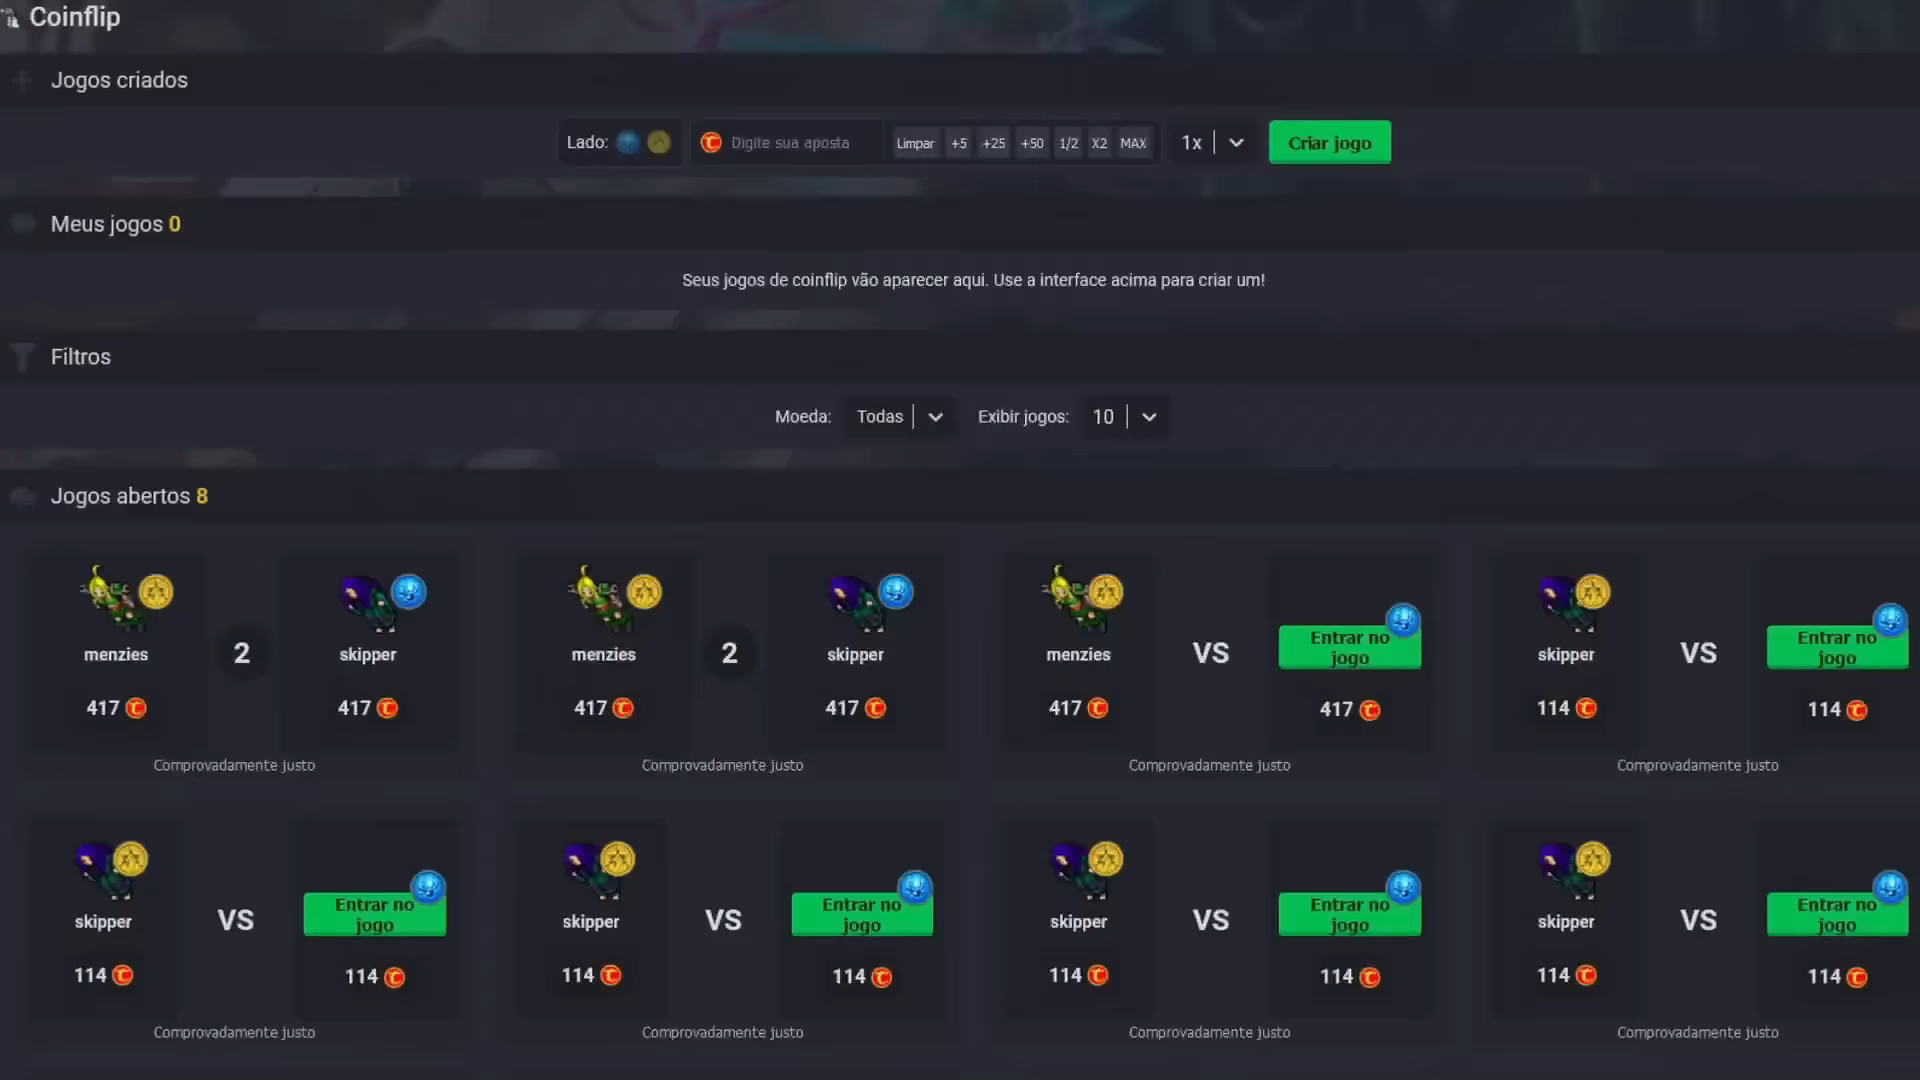 Coinflip
Jogos criados
Lado: Digite sua aposta Limpar +5 +25 +50 1/2 X2 MAX 1x Criar jogo
Meus jogos 0
Seus jogos de coinflip vão aparecer aqui. Use a interface acima para criar um!
Filtros
Moeda: Todas Exibir jogos: 10
Jogos abertos 8
menzies 2 skipper
417 417
Comprovadamente justo
menzies 2 skipper
417 417
Comprovadamente justo
menzies VS Entrar no
jogo
417 417
Comprovadamente justo
skipper VS Entrar no
jogo
114 114
Comprovadamente justo
skipper VS Entrar no
jogo
114 114
Comprovadamente justo
skipper VS Entrar no
jogo
114 114
Comprovadamente justo
skipper VS Entrar no
jogo
114 114
Comprovadamente justo
skipper VS Entrar no
jogo
114 114
Comprovadamente justo